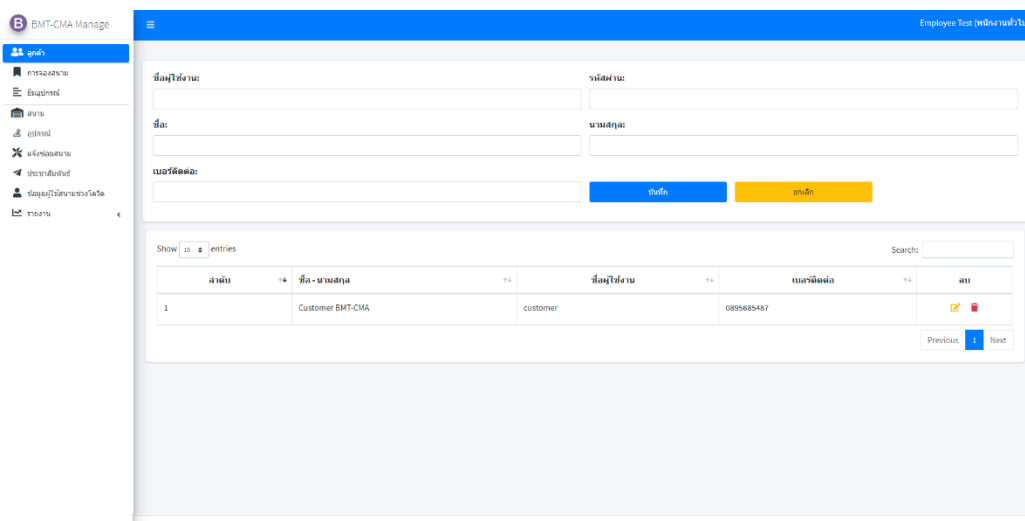 B BMT-CMA Manage
Employee Test (พนักงานทั่วไป
ลูกค้า
การจองสนาม
ยืมอุปกรณ์
สนาม
อุปกรณ์
แจ้งซ่อมสนาม
ประชาสัมพันธ์
ข้อมูลผู้ใช้สนามช่วงโควิด
รายงาน
ชื่อผู้ใช้งาน: รหัสผ่าน:
ชื่อ: นามสกุล:
เบอร์ติดต่อ:
บันทึก ยกเลิก
Show 10 entries Search:
ลำดับ ชื่อ - นามสกุล ชื่อผู้ใช้งาน เบอร์ติดต่อ ลบ
1 Customer BMT-CMA customer 0895685487
Previous 1 Next